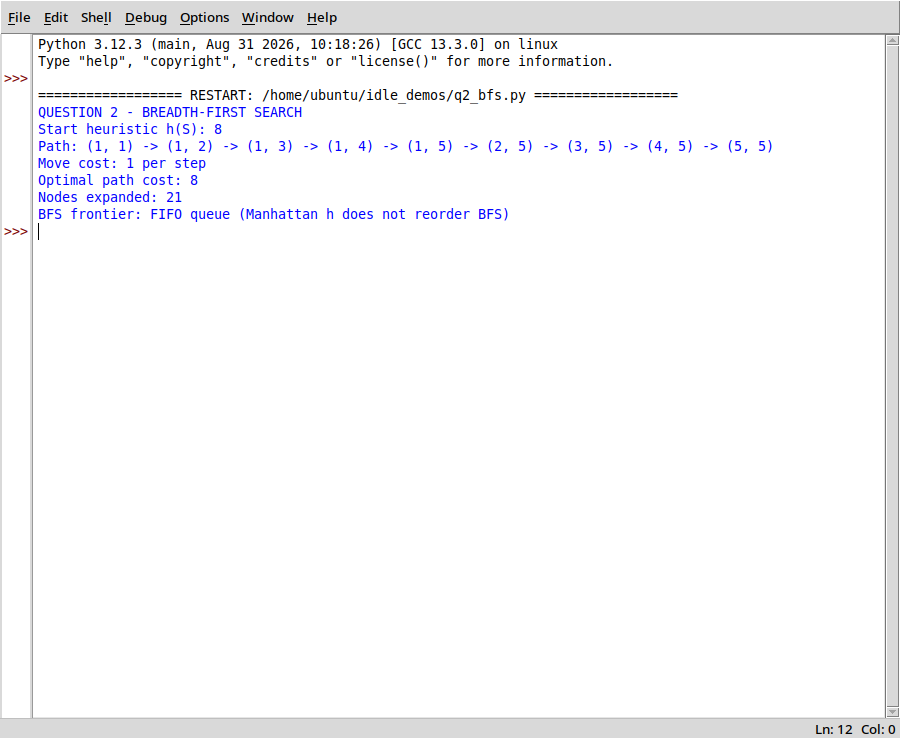 File Edit Shell Debug Options Window Help
Python 3.12.3 (main, Aug 31 2026, 10:18:26) [GCC 13.3.0] on linux
Type "help", "copyright", "credits" or "license()" for more information.
>>>
================== RESTART: /home/ubuntu/idle_demos/q2_bfs.py ==================
QUESTION 2 - BREADTH-FIRST SEARCH
Start heuristic h(S): 8
Path: (1, 1) -> (1, 2) -> (1, 3) -> (1, 4) -> (1, 5) -> (2, 5) -> (3, 5) -> (4, 5) -> (5, 5)
Move cost: 1 per step
Optimal path cost: 8
Nodes expanded: 21
BFS frontier: FIFO queue (Manhattan h does not reorder BFS)
>>>
Ln: 12 Col: 0